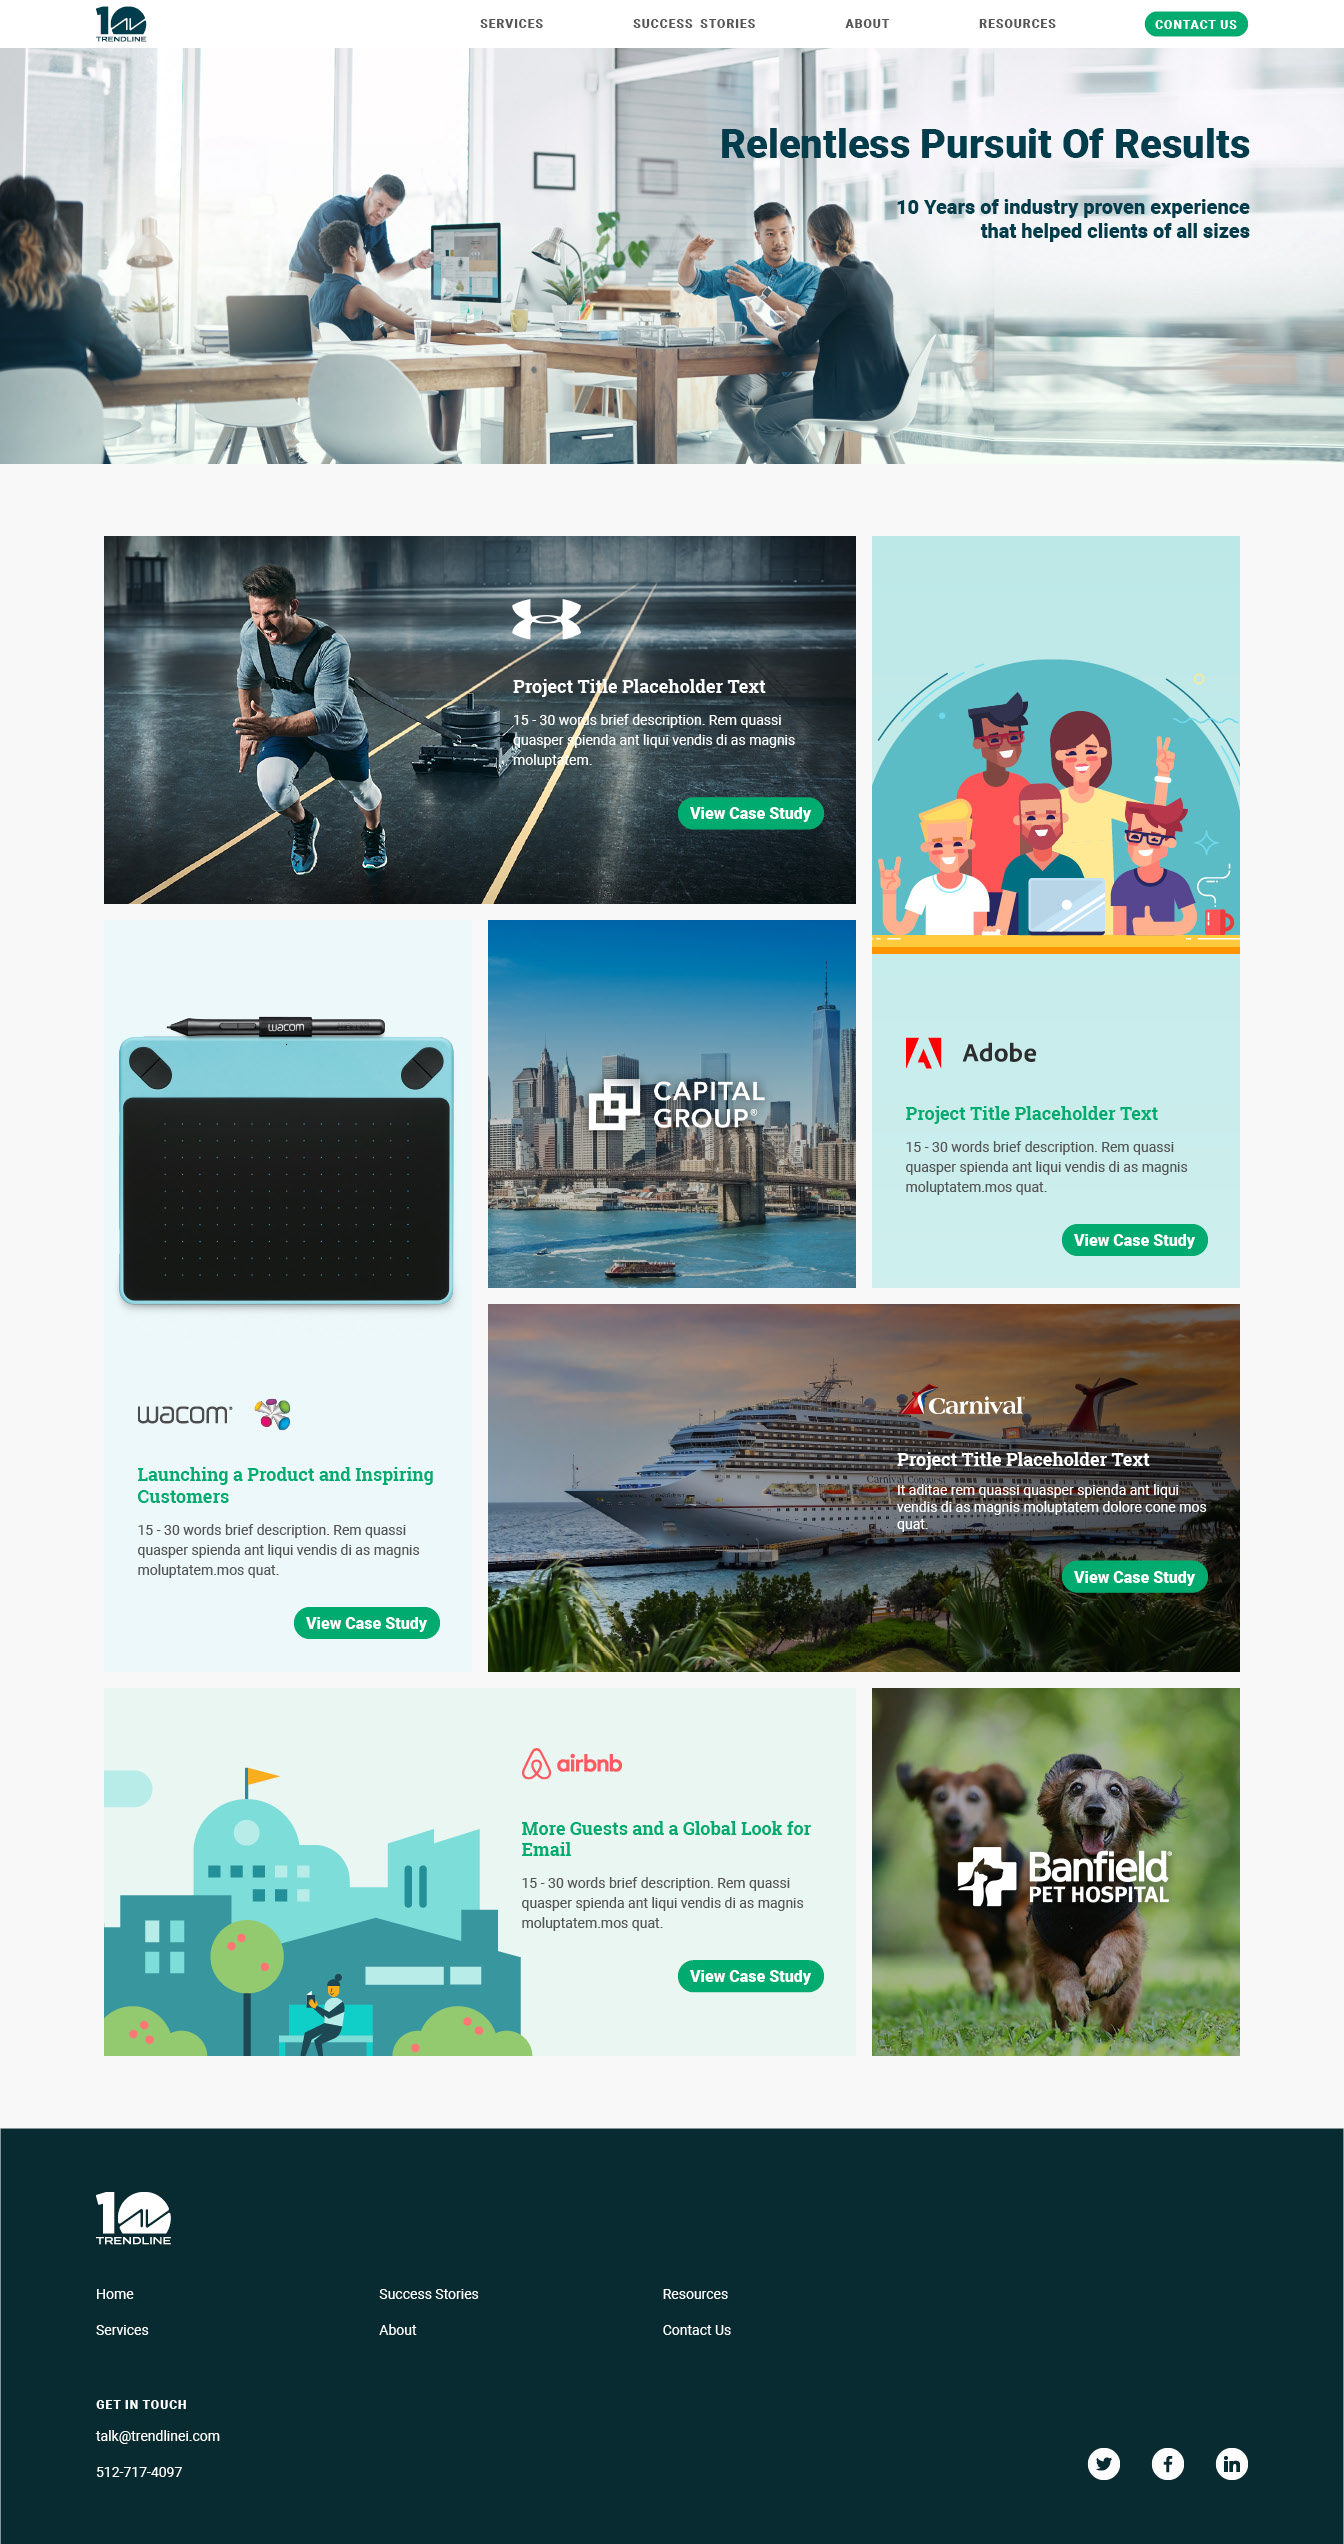 10
TRENDLINE
SERVICES
SUCCESS STORIES
ABOUT
RESOURCES
CONTACT US
Relentless Pursuit Of Results
10 Years of industry proven experience
that helped clients of all sizes
Project Title Placeholder Text
15 - 30 words brief description. Rem quassi
quasper spienda ant liqui vendis di as magnis
moluptatem.
View Case Study
Adobe
Project Title Placeholder Text
15 - 30 words brief description. Rem quassi
quasper spienda ant liqui vendis di as magnis
moluptatem.mos quat.
View Case Study
wacom
wacom
Launching a Product and Inspiring
Customers
15 - 30 words brief description. Rem quassi
quasper spienda ant liqui vendis di as magnis
moluptatem.mos quat.
View Case Study
CAPITAL
GROUP®
Carnival
Carnival Conquest
Project Title Placeholder Text
It aditae rem quassi quasper spienda ant liqui
vendis di as magnis moluptatem dolore cone mos
quat.
View Case Study
airbnb
More Guests and a Global Look for
Email
15 - 30 words brief description. Rem quassi
quasper spienda ant liqui vendis di as magnis
moluptatem.mos quat.
View Case Study
Banfield®
PET HOSPITAL
10
TRENDLINE
Home
Success Stories
Resources
Services
About
Contact Us
GET IN TOUCH
talk@trendlinei.com
512-717-4097